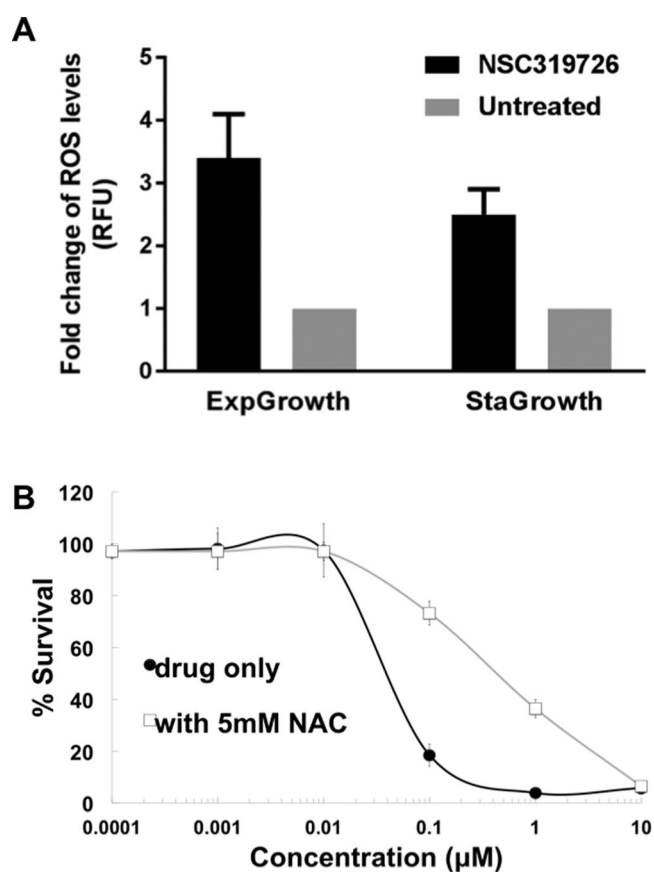 A
5
4
3
2
1
0
Fold change of ROS levels
(RFU)
NSC319726
Untreated
ExpGrowth
StaGrowth
B
120
100
80
60
40
20
0
% Survival
drug only
with 5mM NAC
0.0001
0.001
0.01
0.1
1
10
Concentration (µM)